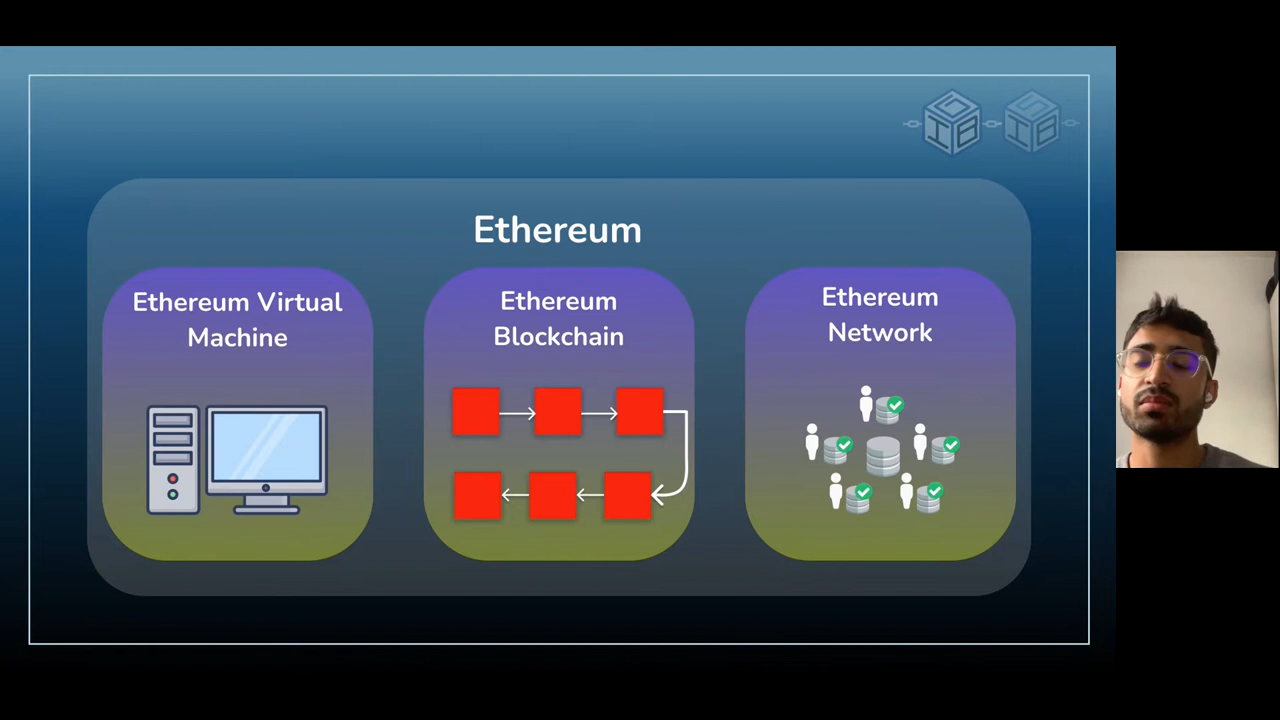 Ethereum
Ethereum Virtual
Machine
Ethereum
Blockchain
Ethereum
Network